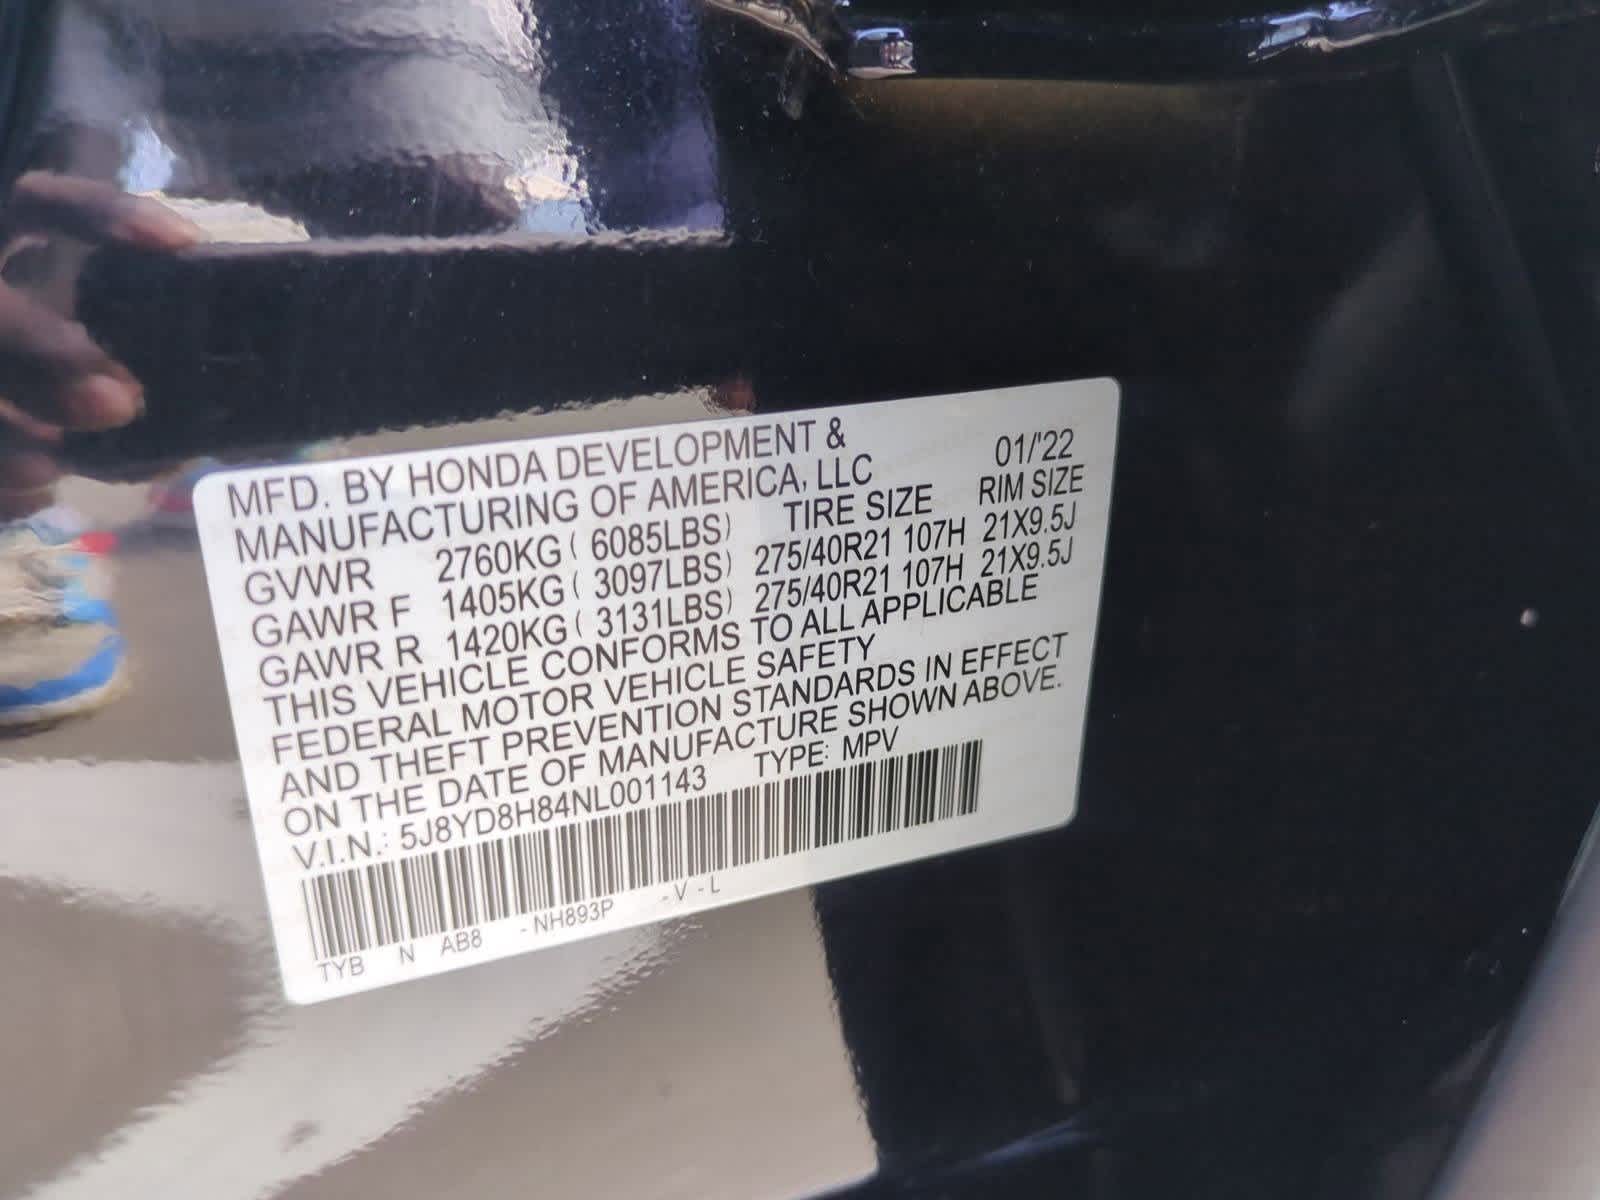 MFD. BY HONDA DEVELOPMENT &
MANUFACTURING OF AMERICA, LLC 01/'22
GVWR 2760KG ( 6085LBS) TIRE SIZE RIM SIZE
GAWR F 1405KG ( 3097LBS) 275/40R21 107H 21X9.5J
GAWR R 1420KG ( 3131LBS) 275/40R21 107H 21X9.5J
THIS VEHICLE CONFORMS TO ALL APPLICABLE
FEDERAL MOTOR VEHICLE SAFETY
AND THEFT PREVENTION STANDARDS IN EFFECT
ON THE DATE OF MANUFACTURE SHOWN ABOVE.
V.I.N.: 5J8YD8H84NL001143 TYPE: MPV
TYB N AB8 -NH893P -V-L